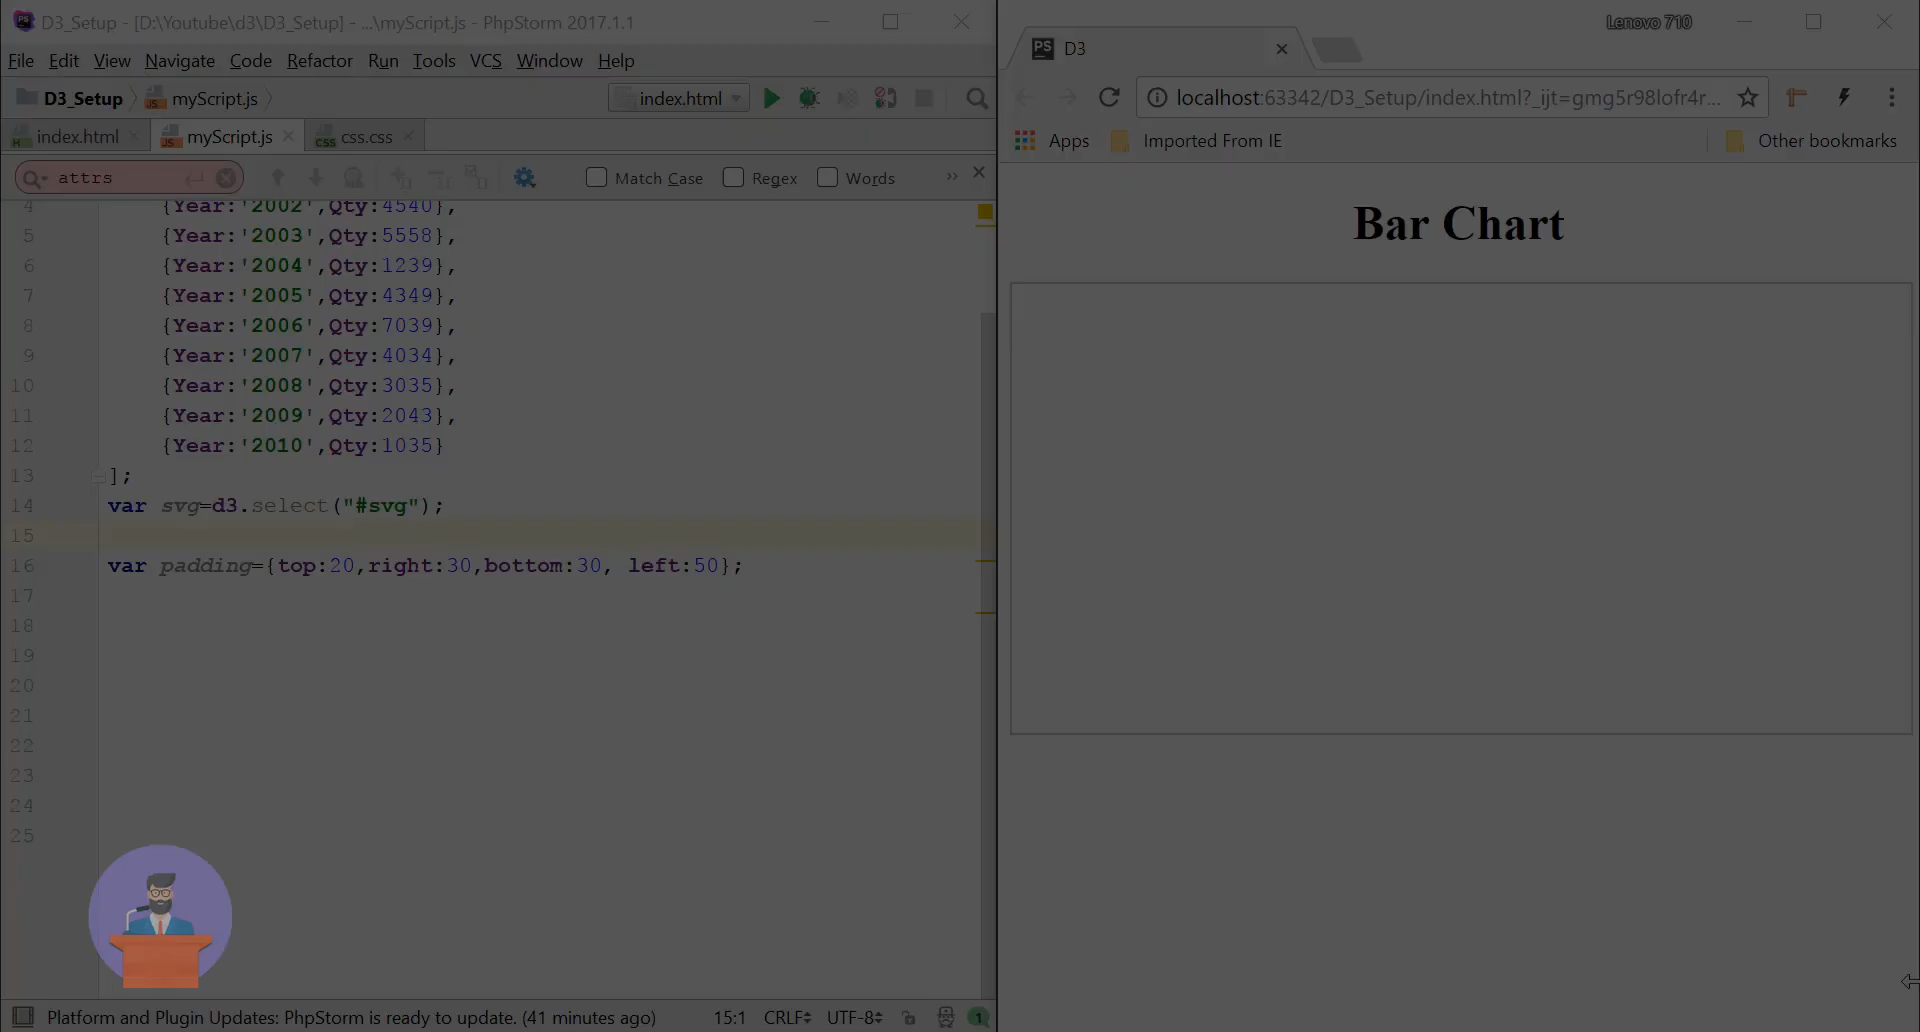 D3_Setup - [D:\Youtube\d3\D3_Setup] - ...\myScript.js - PhpStorm 2017.1.1
File Edit View Navigate Code Refactor Run Tools VCS Window Help
D3_Setup myScript.js index.html
index.html myScript.js css.css
attrs Match Case Regex Words »
4 {Year:'2002',Qty:4540},
5 {Year:'2003',Qty:5558},
6 {Year:'2004',Qty:1239},
7 {Year:'2005',Qty:4349},
8 {Year:'2006',Qty:7039},
9 {Year:'2007',Qty:4034},
10 {Year:'2008',Qty:3035},
11 {Year:'2009',Qty:2043},
12 {Year:'2010',Qty:1035}
13 ];
14 var svg=d3.select("#svg");
15
16 var padding={top:20,right:30,bottom:30, left:50};
17
18
19
20
21
22
23
24
25
Platform and Plugin Updates: PhpStorm is ready to update. (41 minutes ago) 15:1 CRLF UTF-8 1
Lenovo 710
PS D3
localhost:63342/D3_Setup/index.html?_ijt=gmg5r98lofr4r...
Apps Imported From IE Other bookmarks
Bar Chart